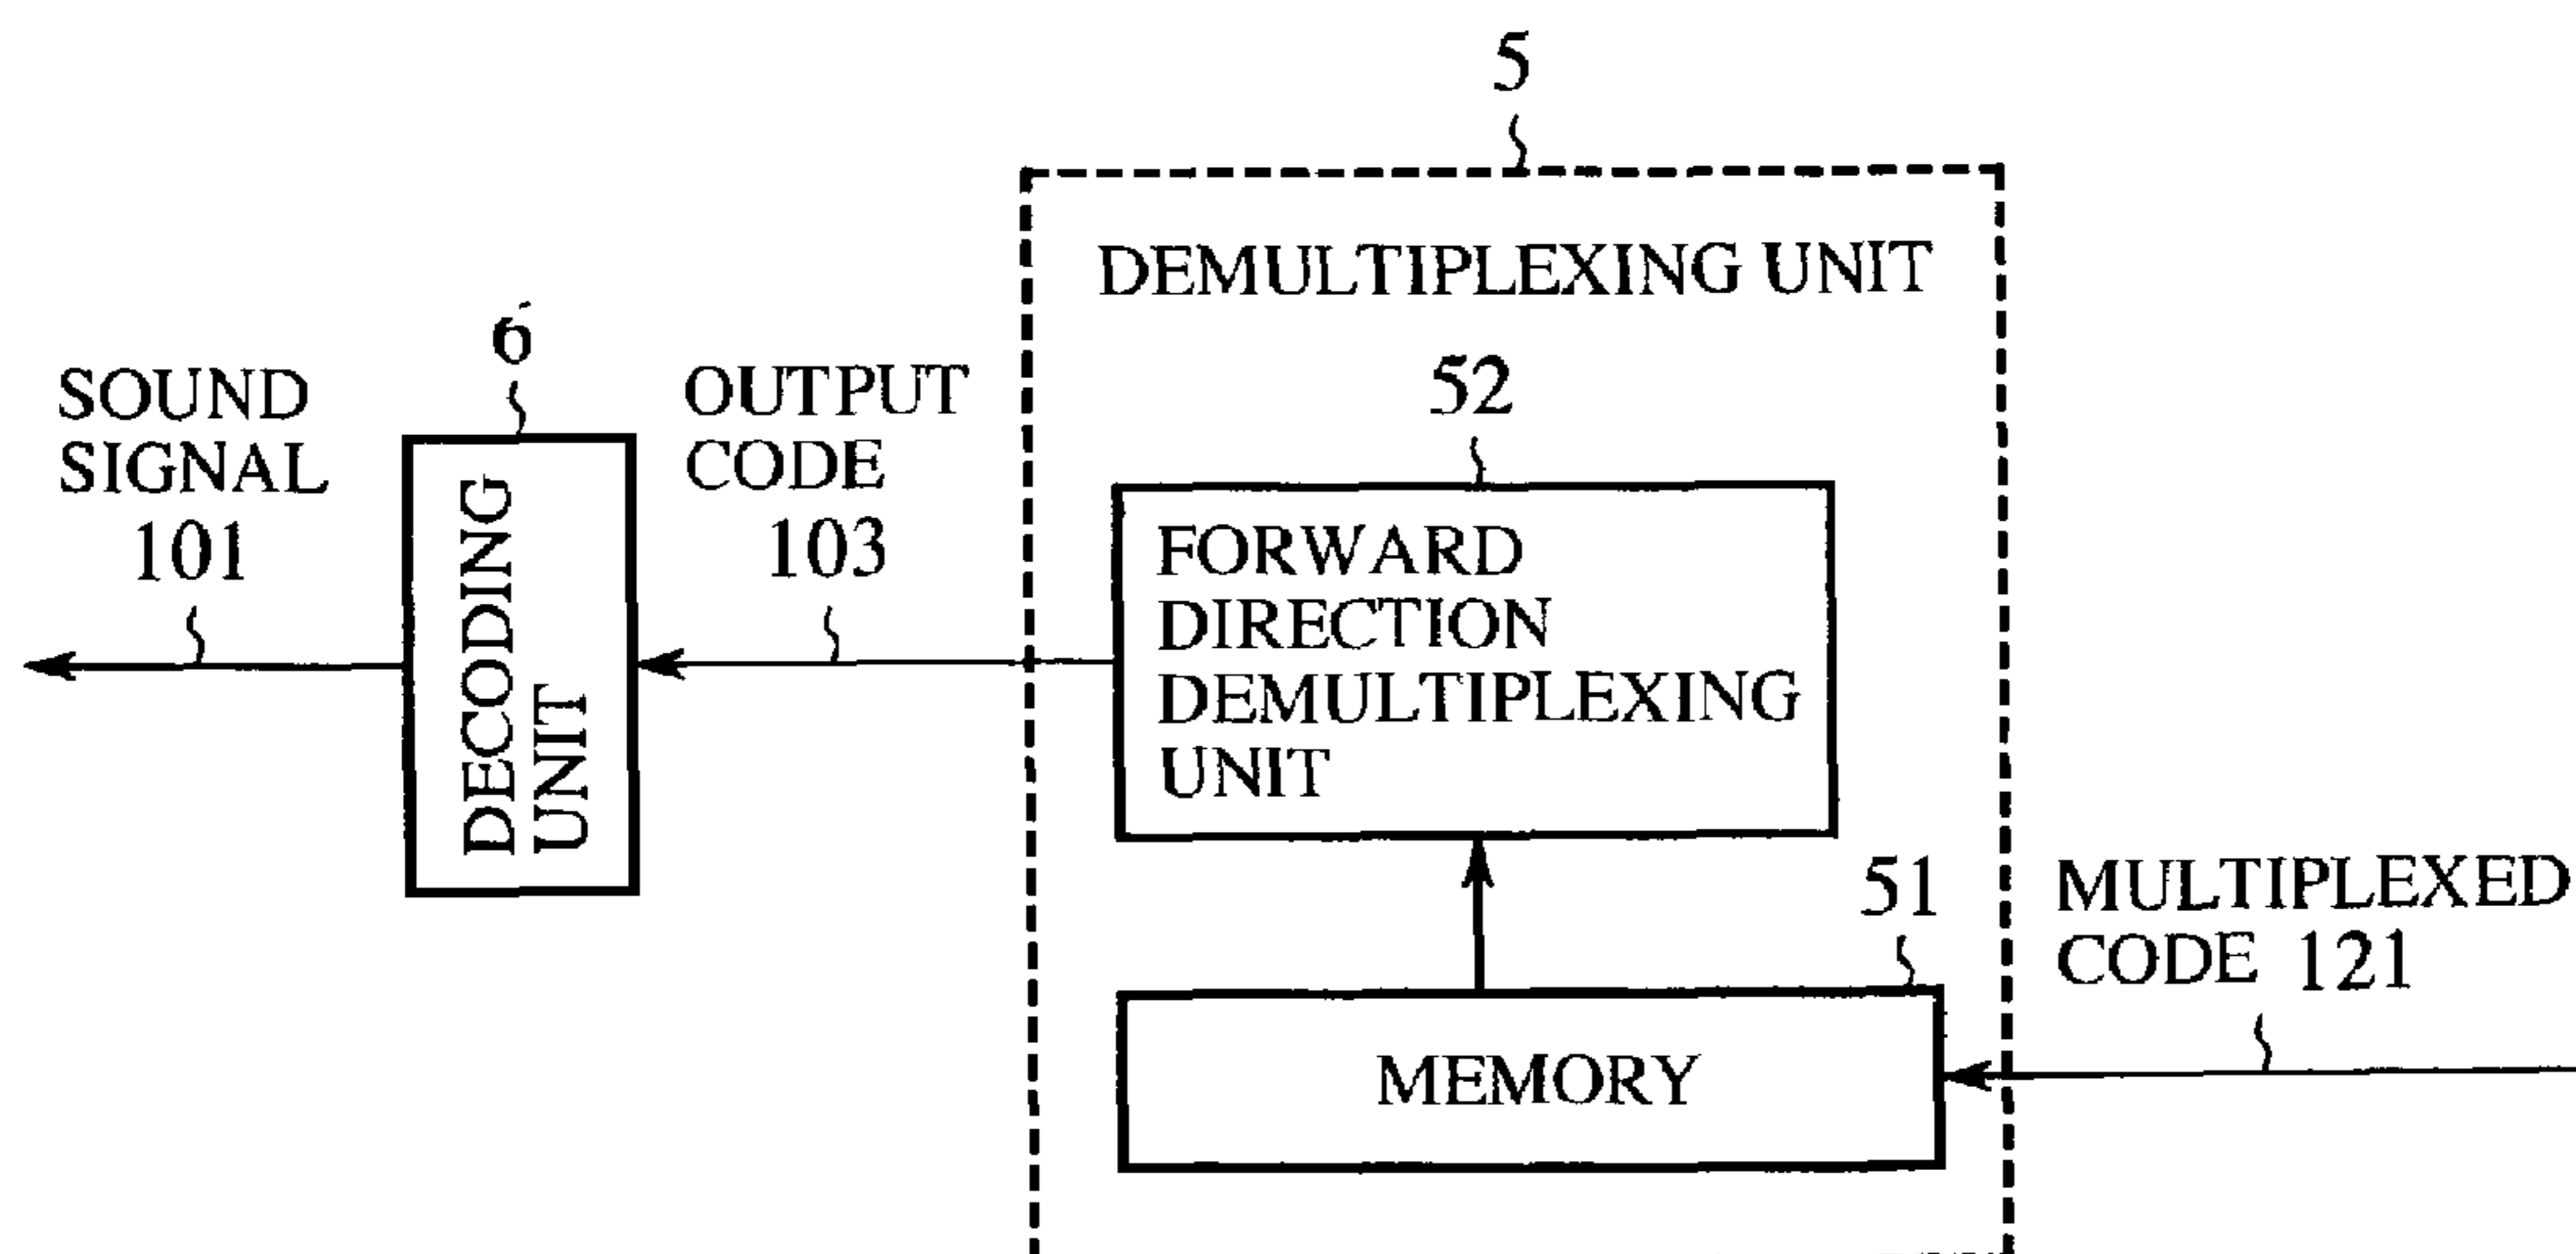 5
DEMULTIPLEXING UNIT
6
SOUND
SIGNAL
101
DECODING
UNIT
OUTPUT
CODE
103
52
FORWARD
DIRECTION
DEMULTIPLEXING
UNIT
51
MEMORY
MULTIPLEXED
CODE 121